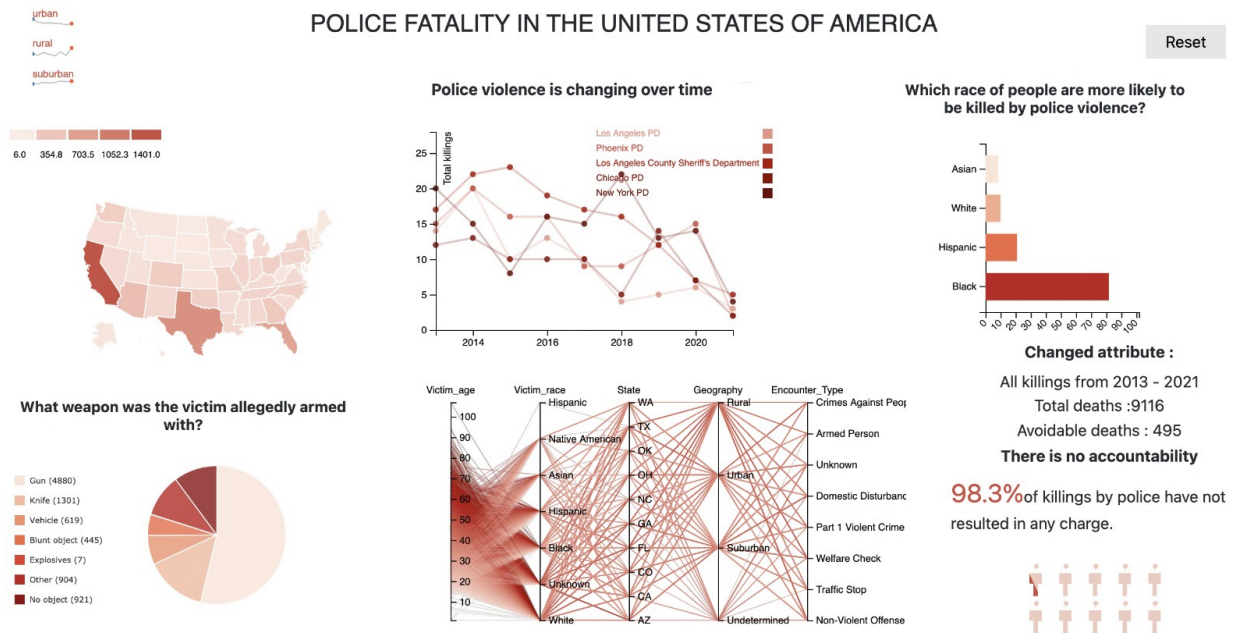 POLICE FATALITY IN THE UNITED STATES OF AMERICA
Reset
urban
rural
suburban
6.0 354.8 703.5 1052.3 1401.0
What weapon was the victim allegedly armed
with?
Gun (4880)
Knife (1301)
Vehicle (619)
Blunt object (445)
Explosives (7)
Other (904)
No object (921)
Police violence is changing over time
Total killings
Los Angeles PD
Phoenix PD
Los Angeles County Sheriff's Department
Chicago PD
New York PD
25
20
15
10
5
0
2014 2016 2018 2020
Victim_age Victim_race State Geography Encounter_Type
100
90
80
70
60
50
40
30
20
10
Hispanic
Native American
Asian
Hispanic
Black
Unknown
White
WA
TX
OK
OH
NC
GA
FL
CO
CA
AZ
Rural
Urban
Suburban
Undetermined
Crimes Against Peop
Armed Person
Unknown
Domestic Disturbanc
Part 1 Violent Crime
Welfare Check
Traffic Stop
Non-Violent Offense
Which race of people are more likely to
be killed by police violence?
Asian
White
Hispanic
Black
0 10 20 30 40 50 60 70 80 90 100
Changed attribute :
All killings from 2013 - 2021
Total deaths :9116
Avoidable deaths : 495
There is no accountability
98.3%of killings by police have not
resulted in any charge.